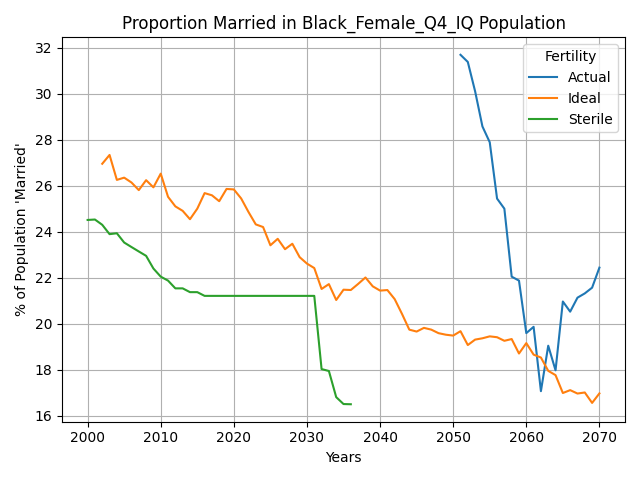 Proportion Married in Black_Female_Q4_IQ Population
Fertility
Actual
Ideal
Sterile
% of Population 'Married'
32
30
28
26
24
22
20
18
16
2000 2010 2020 2030 2040 2050 2060 2070
Years